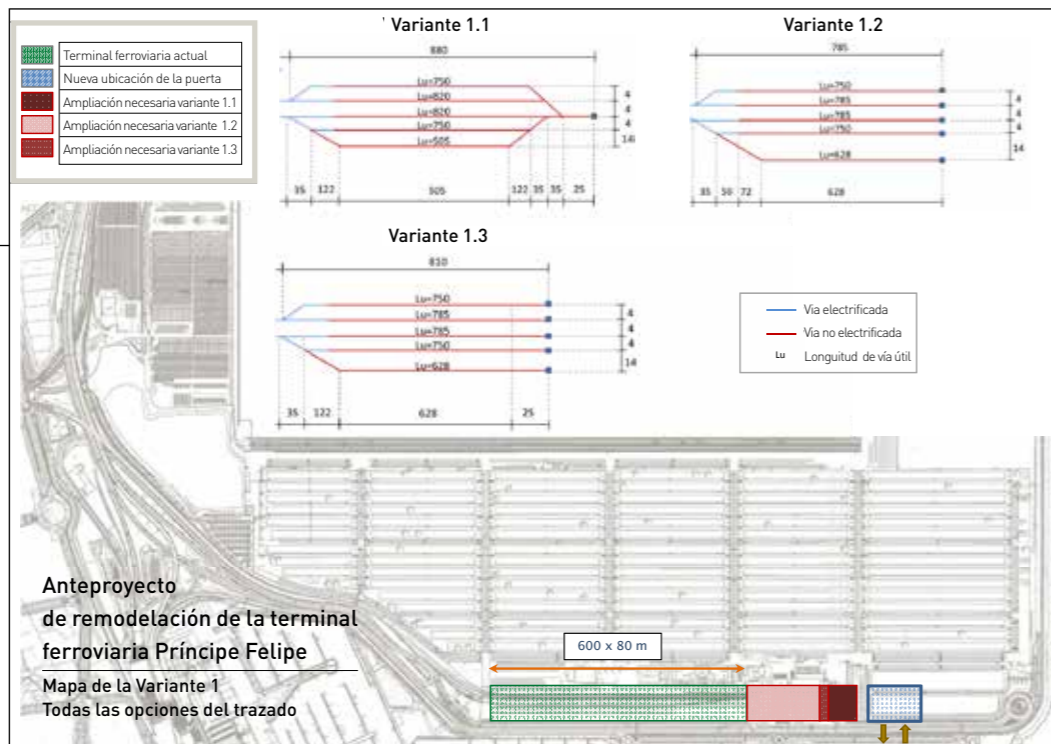 Terminal ferroviaria actual
Nueva ubicación de la puerta
Ampliación necesaria variante 1.1
Ampliación necesaria variante 1.2
Ampliación necesaria variante 1.3
Variante 1.1
880
Lu=750
Lu=820
Lu=820
Lu=750
Lu=505
4
4
4
14
35 122 505 122 35 35 25
Variante 1.2
785
Lu=750
Lu=785
Lu=785
Lu=750
Lu=628
4
4
4
14
35 50 72 628
Variante 1.3
810
Lu=750
Lu=785
Lu=785
Lu=750
Lu=628
4
4
4
14
35 122 628 25
Via electrificada
Via no electrificada
Lu Longuitud de vía útil
Anteproyecto
de remodelación de la terminal
ferroviaria Príncipe Felipe
Mapa de la Variante 1
Todas las opciones del trazado
600 x 80 m